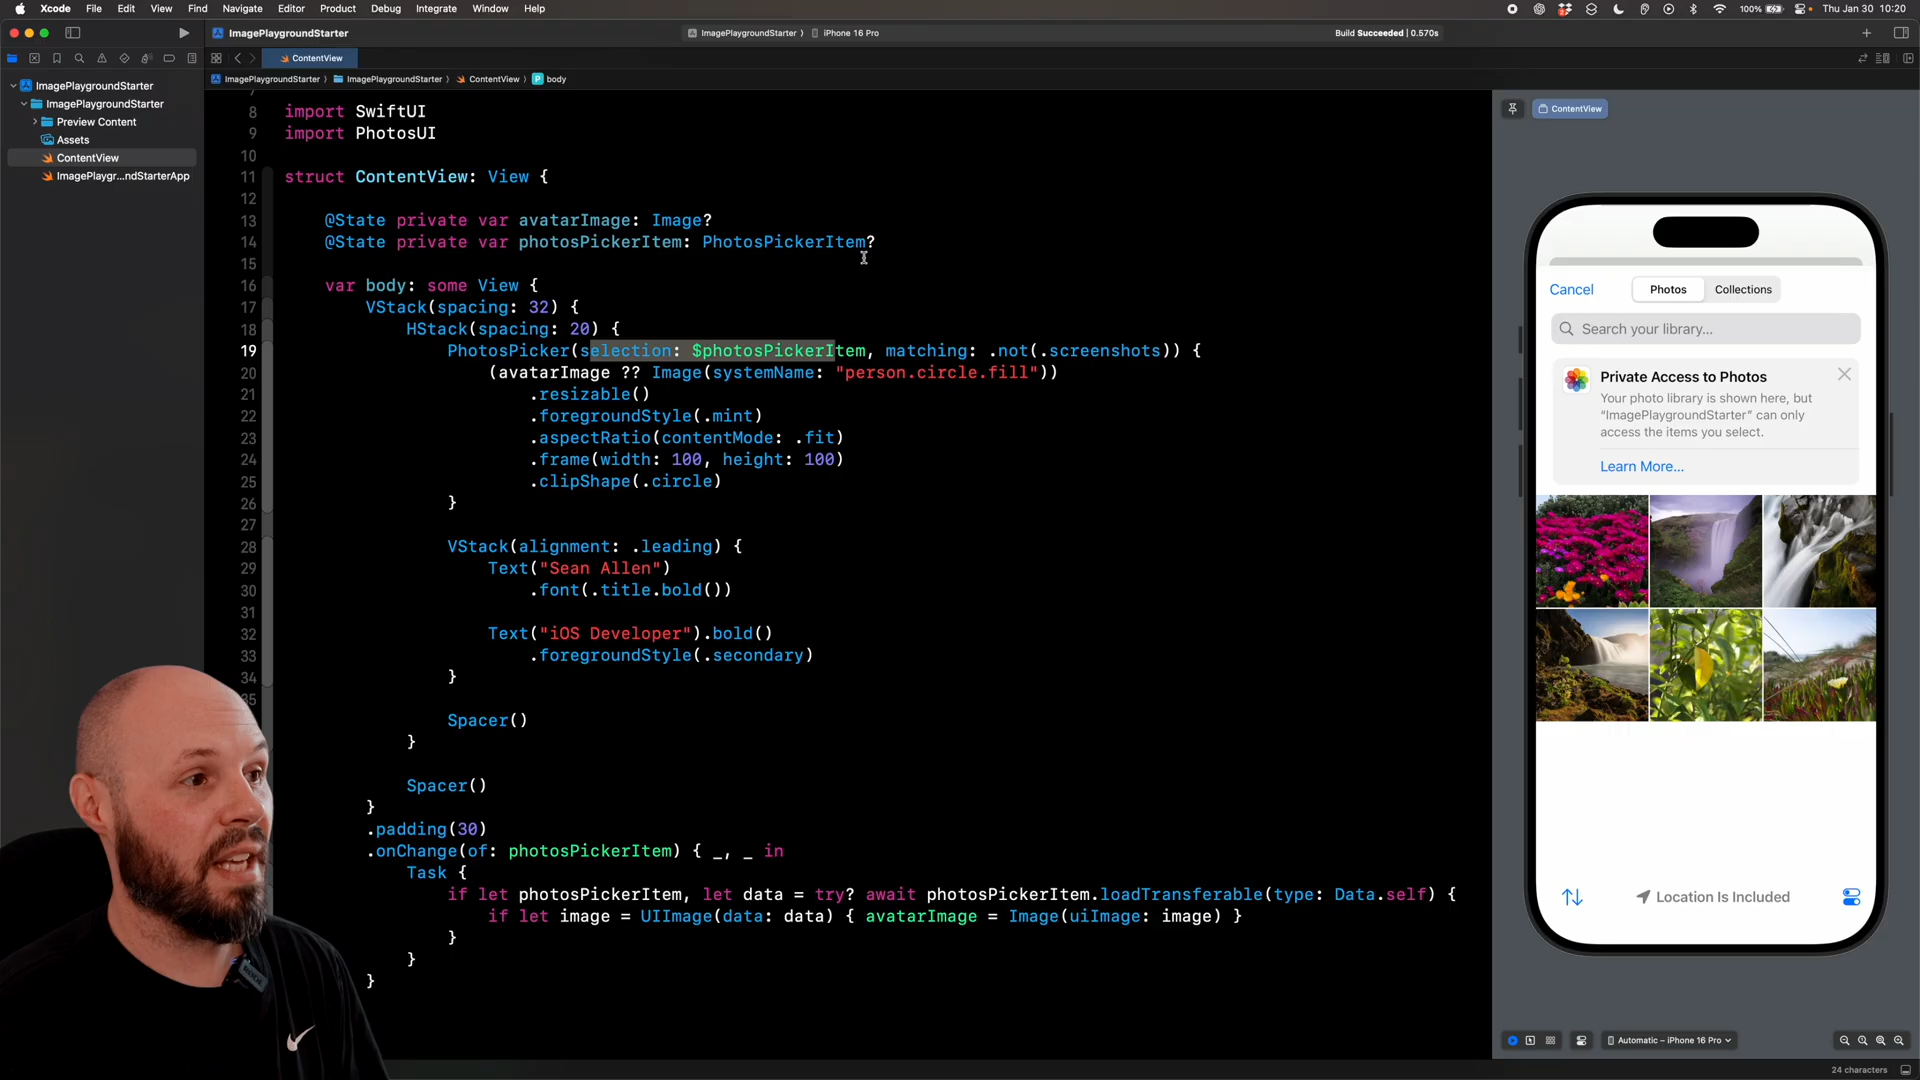 Xcode File Edit View Find Navigate Editor Product Debug Integrate Window Help 100% Thu Jan 30 10:20
ImagePlaygroundStarter ImagePlaygroundStarter 〉 iPhone 16 Pro Build Succeeded | 0.570s
ContentView
ImagePlaygroundStarter 〉 ImagePlaygroundStarter 〉 ContentView 〉 P body
ImagePlaygroundStarter
ImagePlaygroundStarter
Preview Content
Assets
ContentView
ImagePlaygr...ndStarterApp
7
8 import SwiftUI
9 import PhotosUI
10
11 struct ContentView: View {
12
13 @State private var avatarImage: Image?
14 @State private var photosPickerItem: PhotosPickerItem?
15
16 var body: some View {
17 VStack(spacing: 32) {
18 HStack(spacing: 20) {
19 PhotosPicker(selection: $photosPickerItem, matching: .not(.screenshots)) {
20 (avatarImage ?? Image(systemName: "person.circle.fill"))
21 .resizable()
22 .foregroundStyle(.mint)
23 .aspectRatio(contentMode: .fit)
24 .frame(width: 100, height: 100)
25 .clipShape(.circle)
26 }
27
28 VStack(alignment: .leading) {
29 Text("Sean Allen")
30 .font(.title.bold())
31
32 Text("iOS Developer").bold()
33 .foregroundStyle(.secondary)
34 }
35
Spacer()
}
Spacer()
}
.padding(30)
.onChange(of: photosPickerItem) { _, _ in
Task {
if let photosPickerItem, let data = try? await photosPickerItem.loadTransferable(type: Data.self) {
if let image = UIImage(data: data) { avatarImage = Image(uiImage: image) }
}
}
}
ContentView
Cancel Photos Collections
Search your library...
Private Access to Photos
Your photo library is shown here, but
“ImagePlaygroundStarter” can only
access the items you select.
Learn More...
Location Is Included
Automatic – iPhone 16 Pro
24 characters